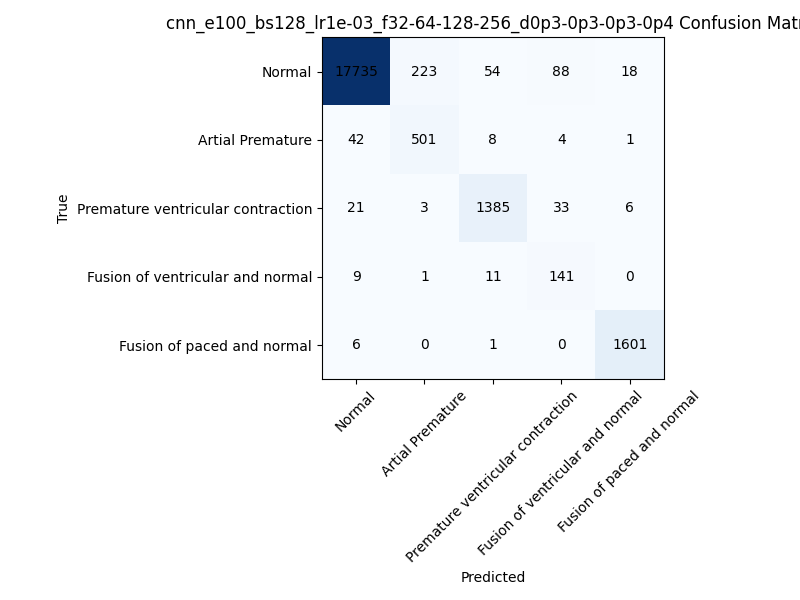 cnn_e100_bs128_lr1e-03_f32-64-128-256_d0p3-0p3-0p3-0p4 Confusion Matr
Normal 17735 223 54 88 18
Artial Premature 42 501 8 4 1
True
Premature ventricular contraction 21 3 1385 33 6
Fusion of ventricular and normal 9 1 11 141 0
Fusion of paced and normal 6 0 1 0 1601
Normal
Artial Premature
Premature ventricular contraction
Fusion of ventricular and normal
Fusion of paced and normal
Predicted